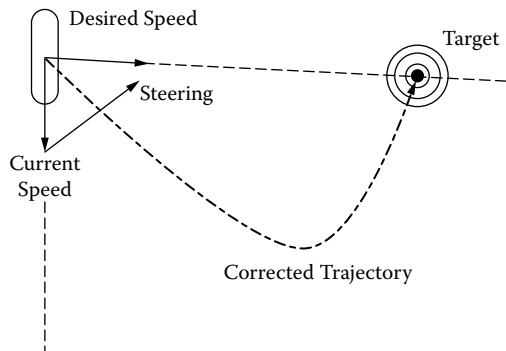 Desired Speed
Target
Steering
Current
Speed
Corrected Trajectory